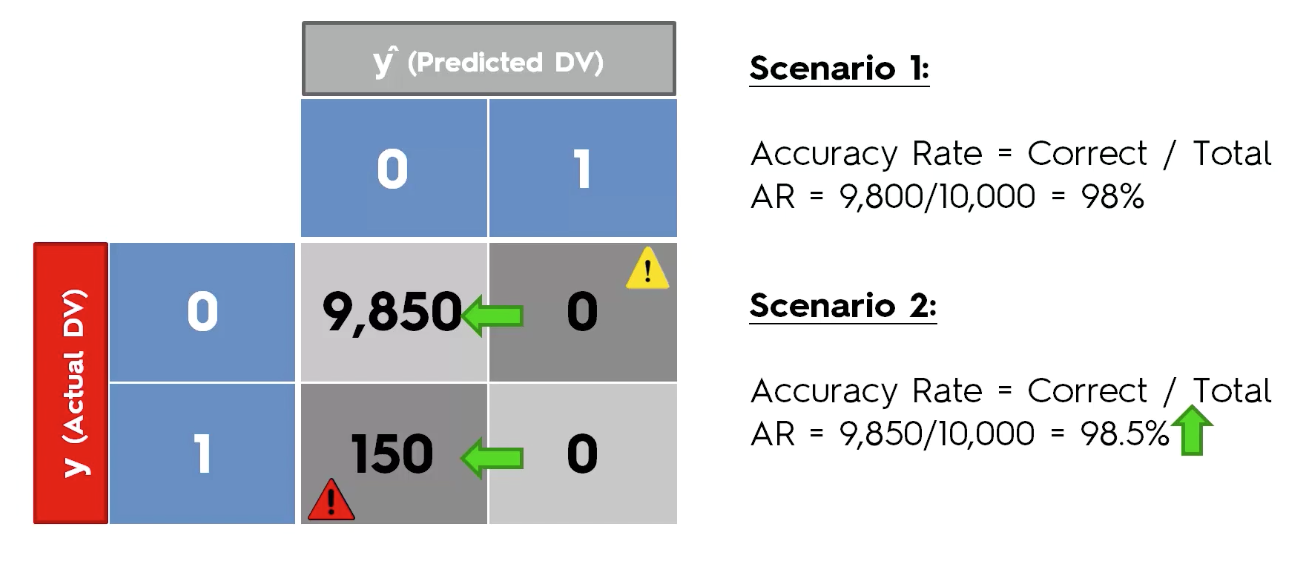 ŷ (Predicted DV)
0 1
y (Actual DV)
0 9,850 0
!
1 150 0
!
Scenario 1:
Accuracy Rate = Correct / Total
AR = 9,800/10,000 = 98%
Scenario 2:
Accuracy Rate = Correct / Total
AR = 9,850/10,000 = 98.5%